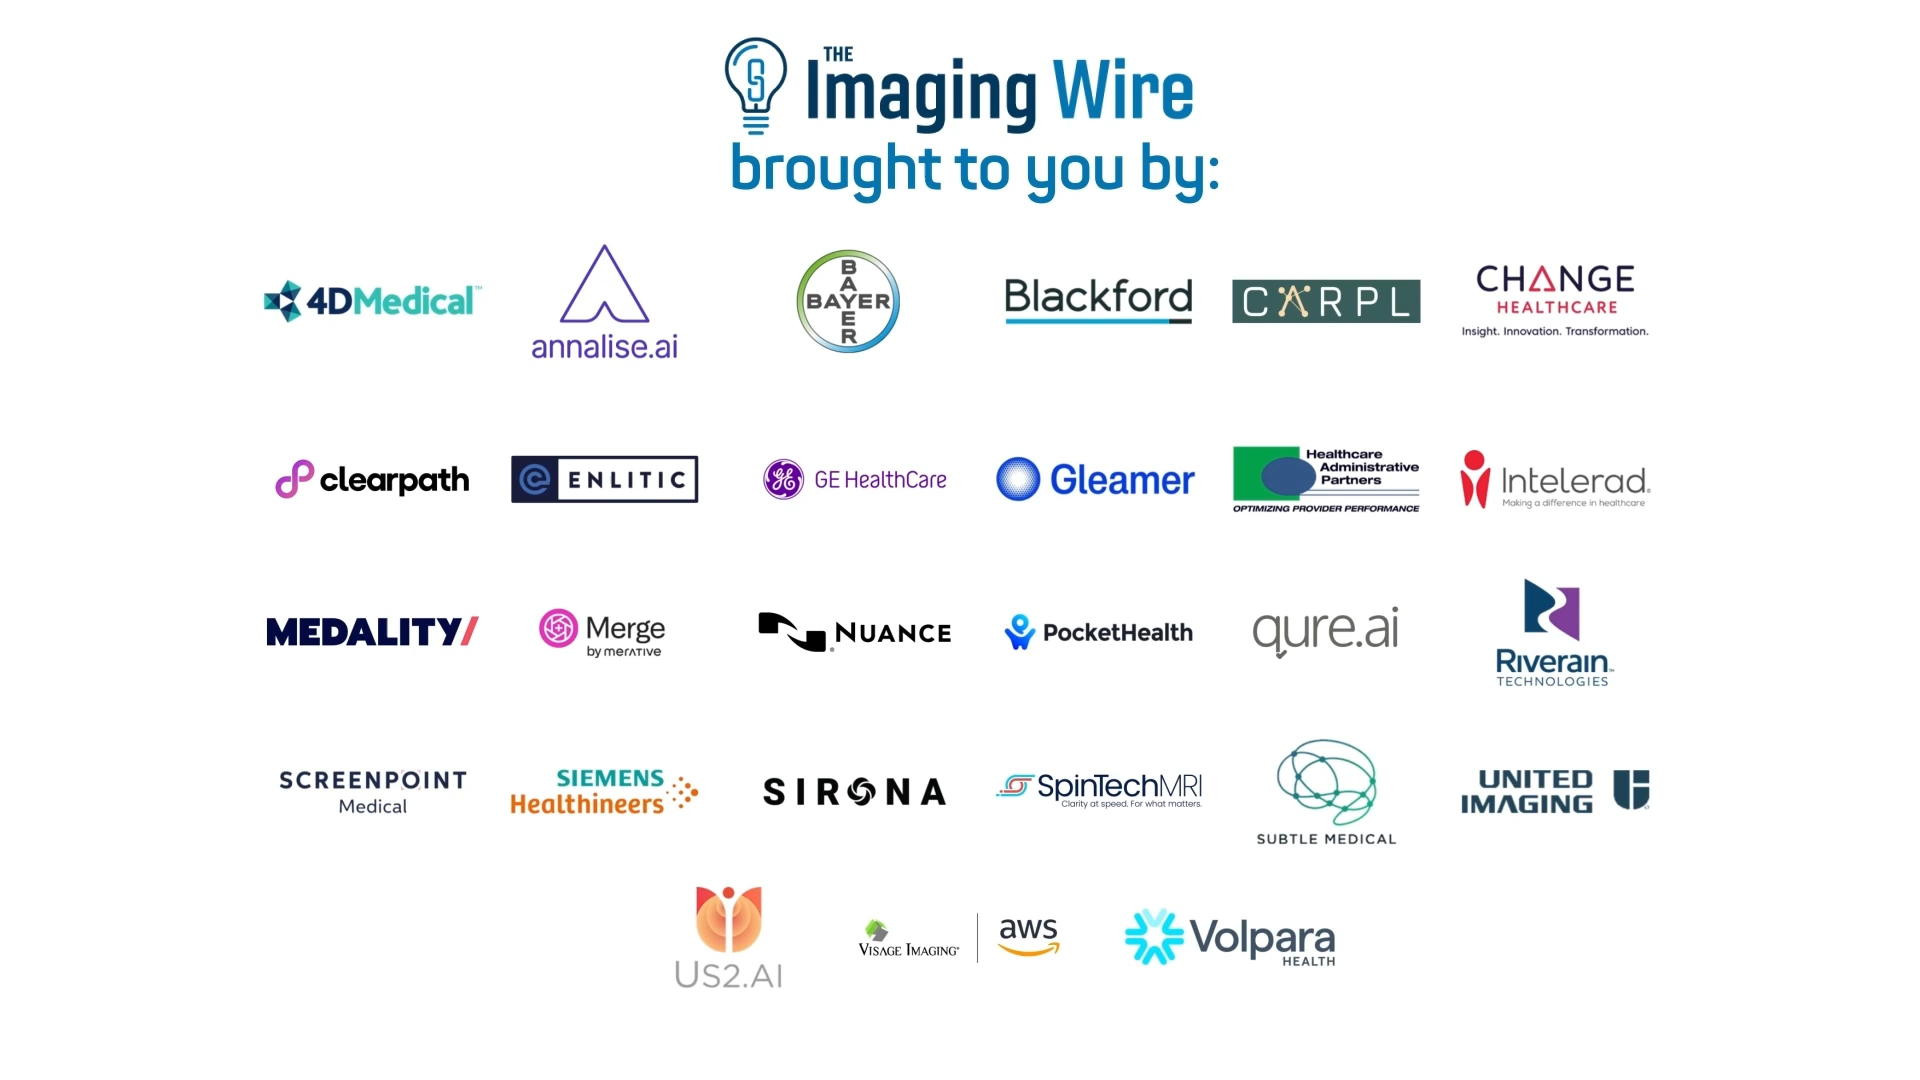 THE
Imaging Wire
brought to you by:
4DMedical™
annalise.ai
BAYER
BAYER
Blackford
CARPL
CHANGE
HEALTHCARE
Insight. Innovation. Transformation.
clearpath
ENLITIC
GE HealthCare
Gleamer
Healthcare
Administrative
Partners
OPTIMIZING PROVIDER PERFORMANCE
Intelerad®
Making a difference in healthcare
MEDALITY/
Merge
by merative
NUANCE
PocketHealth
qure.ai
Riverain™
TECHNOLOGIES
SCREENPOINT
Medical
SIEMENS
Healthineers
SIRONA
SpinTechMRI
Clarity at speed. For what matters.
SUBTLE MEDICAL
UNITED
IMAGING
US2.AI
VISAGE IMAGING®
aws
Volpara
HEALTH